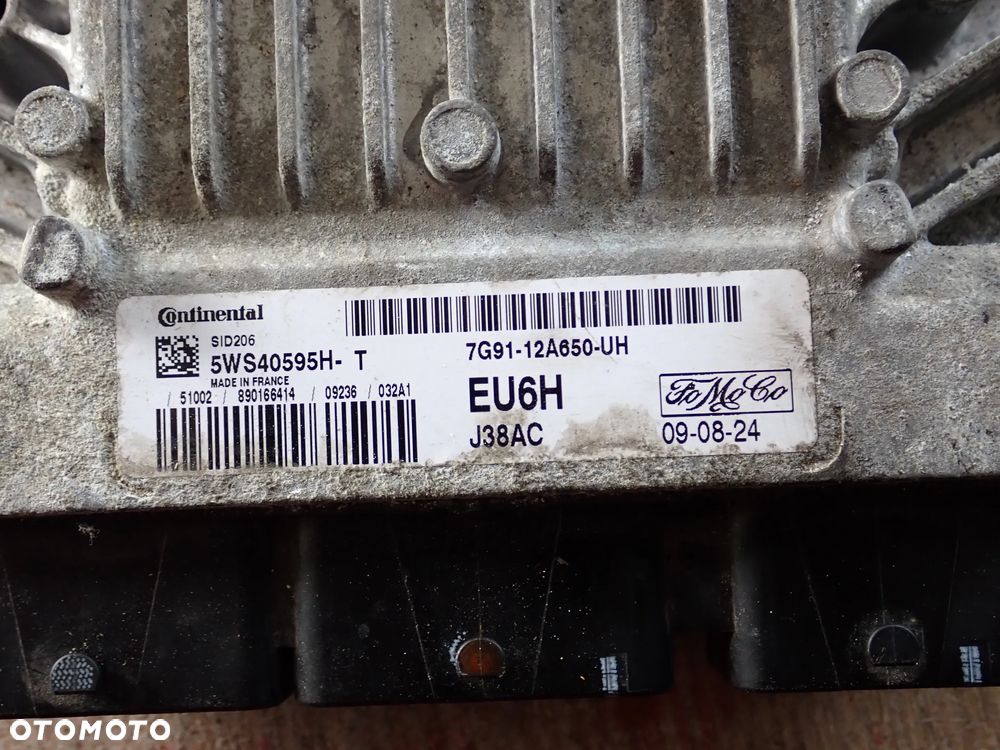 Continental
SID206
5WS40595H- T
MADE IN FRANCE
/ 51002 / 890166414 / 09236 / 032A1
7G91-12A650-UH
EU6H
J38AC
FoMoCo
09-08-24
OTOMOTO